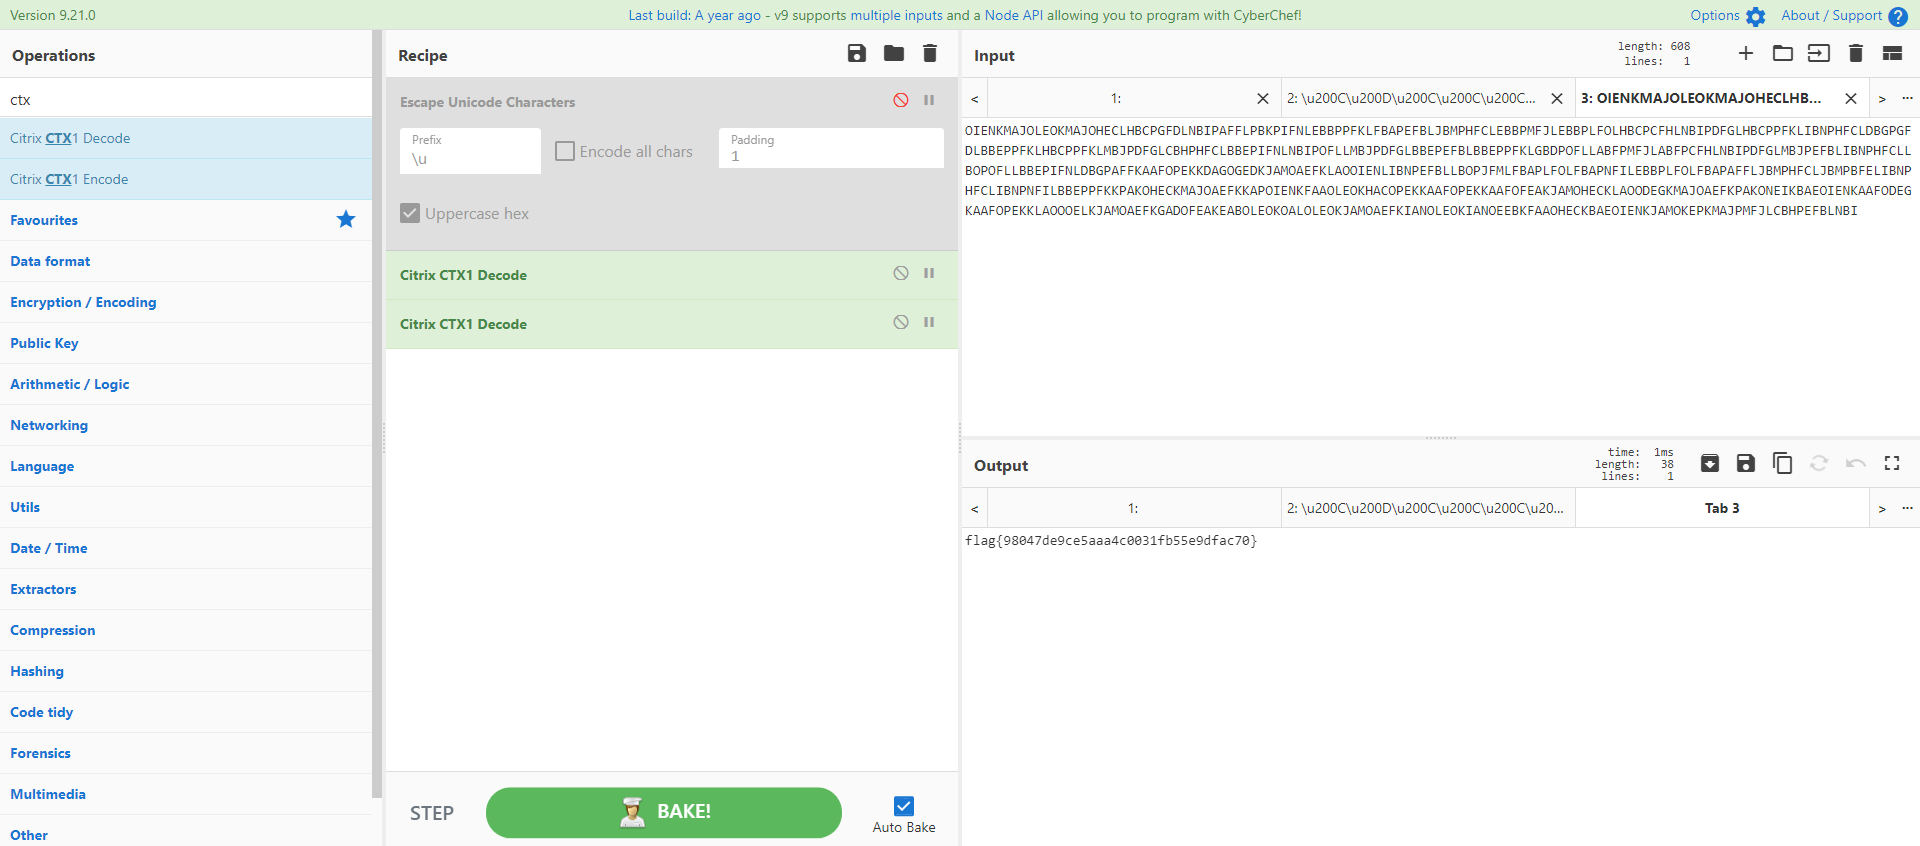 Version 9.21.0
Last build: A year ago - v9 supports multiple inputs and a Node API allowing you to program with CyberChef!
Options
About / Support
Operations
ctx
Citrix CTX1 Decode
Citrix CTX1 Encode
Favourites
Data format
Encryption / Encoding
Public Key
Arithmetic / Logic
Networking
Language
Utils
Date / Time
Extractors
Compression
Hashing
Code tidy
Forensics
Multimedia
Other
Recipe
Escape Unicode Characters
Prefix
\u
Encode all chars
Padding
1
Uppercase hex
Citrix CTX1 Decode
Citrix CTX1 Decode
STEP
BAKE!
Auto Bake
Input
length: 608
lines: 1
< 1: 2: \u200C\u200D\u200C\u200C\u200C... 3: OIENKMAJOLEOKMAJOHECLHB... > ...
OIENKMAJOLEOKMAJOHECLHBCPGFDLNBIPAFFLPBKPIFNLEBBPPFKLFBAPEFBLJBMPHFCLEBBPMFJLEBBPLFOLHBCPCFHLNBIPDFGLHBCPPFKLIBNPHFCLDBGPGF
DLBBEPPFKLHBCPPFKLMBJPDFGLCBHPHFCLBBEPIFNLNBIPOFLLMBJPDFGLBBEPEFBLBBEPPFKLGBDPOFLLABFPMFJLABFPCFHLNBIPDFGLMBJPEFBLIBNPHFCLL
BOPOFLLBBEPIFNLDBGPAFFKAAFOPEKKDAGOGEDKJAMOAEFKLAOOIENLIBNPEFBLLBOPJFMLFBAPLFOLFBAPNFILEBBPLFOLFBAPAFFLJBMPHFCLJBMPBFELIBNP
HFCLIBNPNFILBBEPPFKKPAKOHECKMAJOAEFKKAPOIENKFAAOLEOKHACOPEKKAAFOPEKKAAFOFEAKJAMOHECKLAOODEGKMAJOAEFKPAKONEIKBAEOIENKAAFODEG
KAAFOPEKKLAOOOELKJAMOAEFKGADOFEAKEABOLEOKOALOLEOKJAMOAEFKIANOLEOKIANOEEBKFAAOHECKBAEOIENKJAMOKEPKMAJPMFJLCBHPEFBLNBI
Output
time: 1ms
length: 38
lines: 1
< 1: 2: \u200C\u200D\u200C\u200C\u200C\u20... Tab 3 > ...
flag{98047de9ce5aaa4c0031fb55e9dfac70}